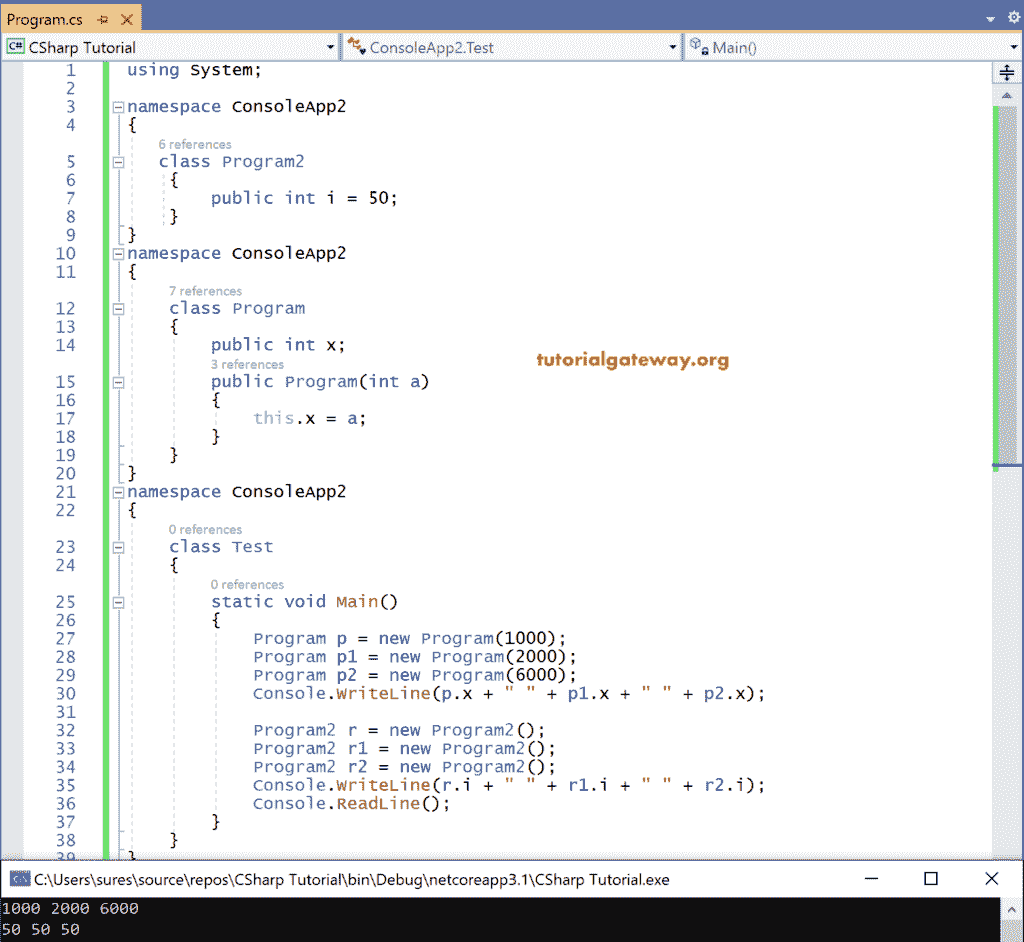 Program.cs
C# CSharp Tutorial ConsoleApp2.Test Main()
1 using System;
2
3 namespace ConsoleApp2
4 {
6 references
5 class Program2
6 {
7 public int i = 50;
8 }
9 }
10 namespace ConsoleApp2
11 {
7 references
12 class Program
13 {
14 public int x;
3 references
15 public Program(int a)
16 {
17 this.x = a;
18 }
19 }
20 }
21 namespace ConsoleApp2
22 {
0 references
23 class Test
24 {
0 references
25 static void Main()
26 {
27 Program p = new Program(1000);
28 Program p1 = new Program(2000);
29 Program p2 = new Program(6000);
30 Console.WriteLine(p.x + " " + p1.x + " " + p2.x);
31
32 Program2 r = new Program2();
33 Program2 r1 = new Program2();
34 Program2 r2 = new Program2();
35 Console.WriteLine(r.i + " " + r1.i + " " + r2.i);
36 Console.ReadLine();
37 }
38 }
39 }
tutorialgateway.org
C:\Users\sures\source\repos\CSharp Tutorial\bin\Debug\netcoreapp3.1\CSharp Tutorial.exe
1000 2000 6000
50 50 50